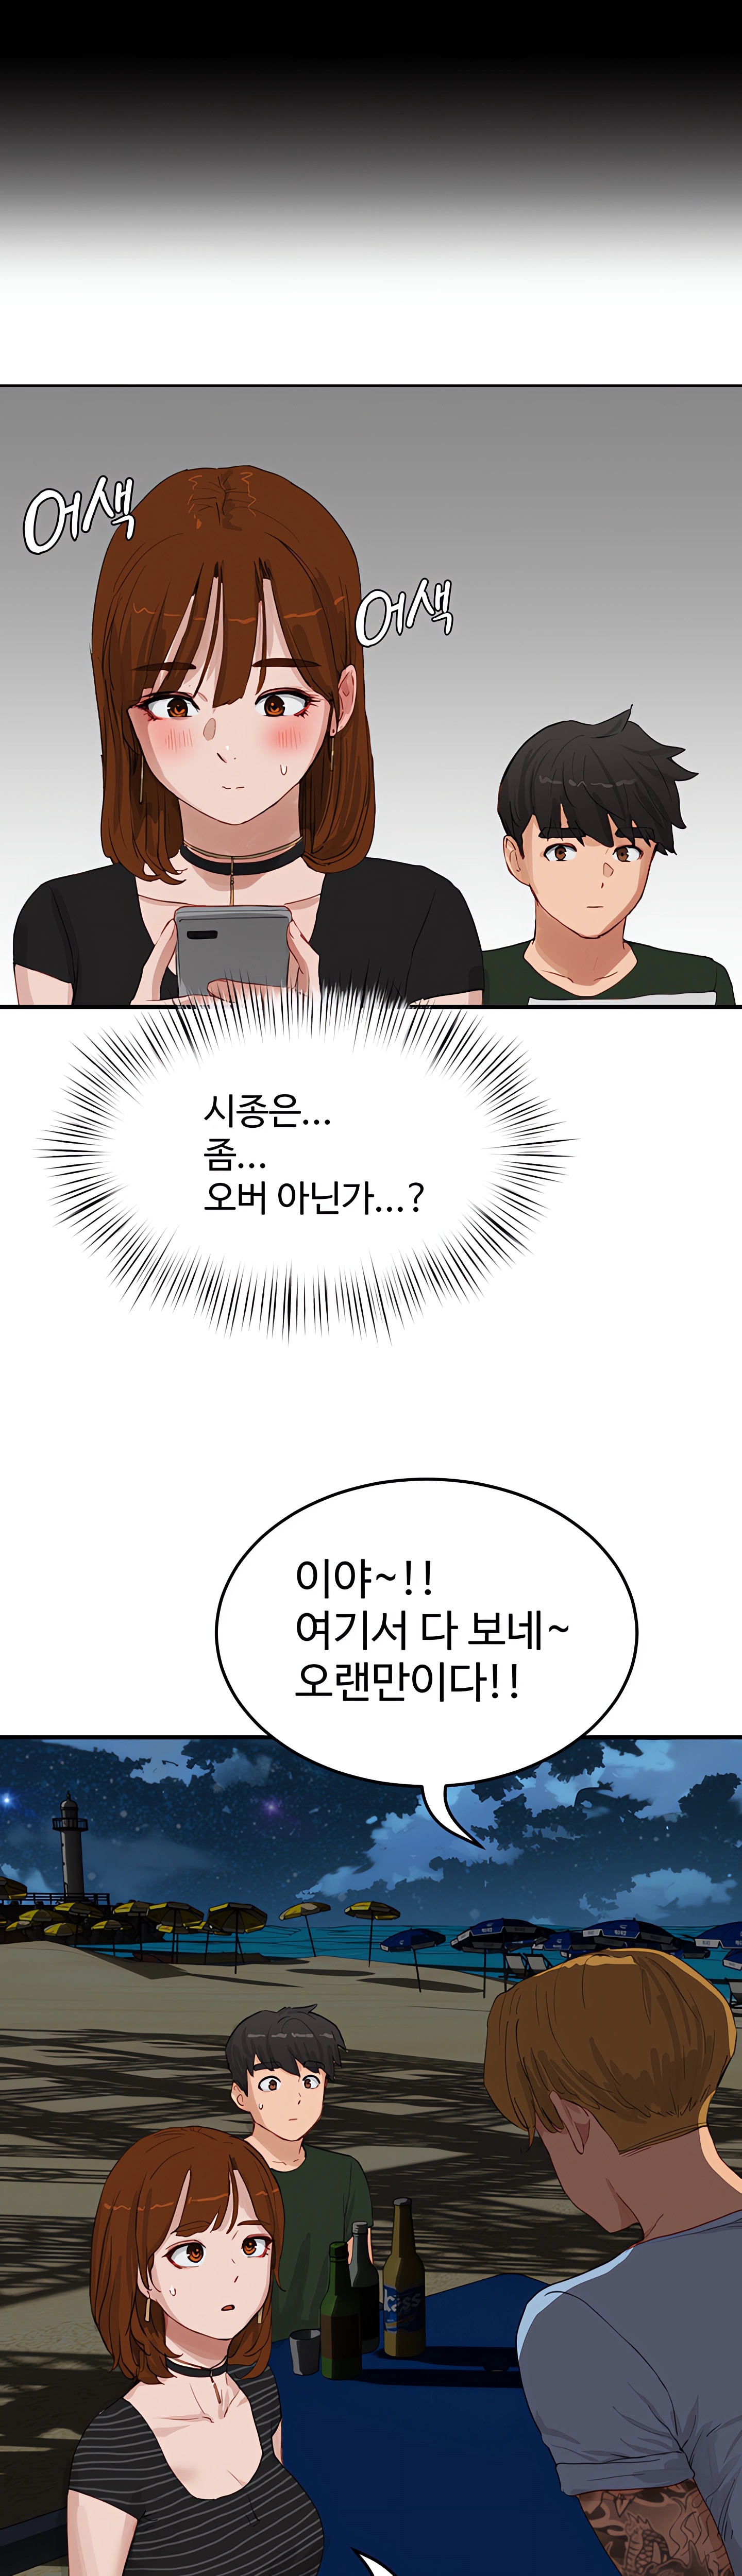 어색
어색
시종은...
좀...
오버 아닌가...?
이야~!!
여기서 다 보네~
오랜만이다!!